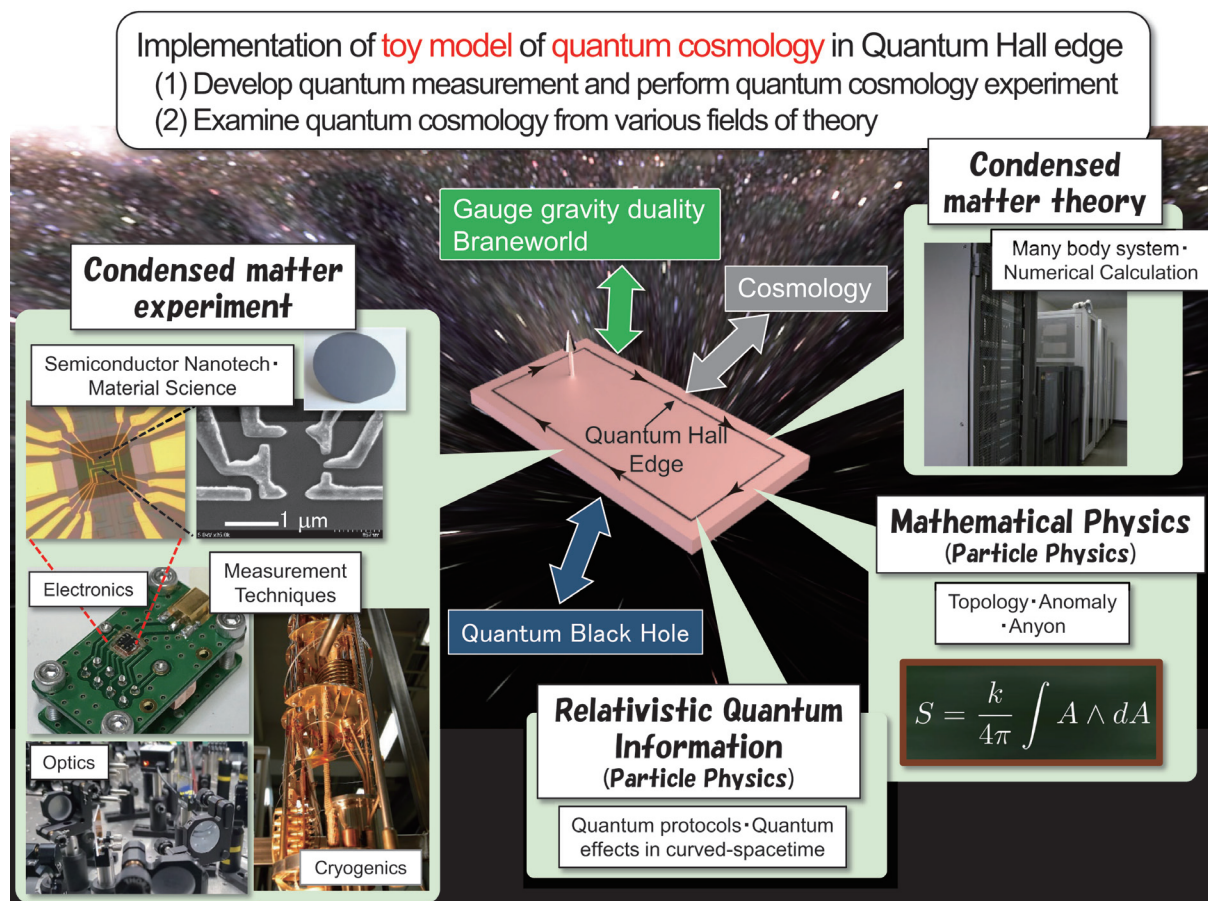 Implementation of toy model of quantum cosmology in Quantum Hall edge
(1) Develop quantum measurement and perform quantum cosmology experiment
(2) Examine quantum cosmology from various fields of theory
Gauge gravity duality
Braneworld
Cosmology
Quantum Hall
Edge
Quantum Black Hole
Condensed matter
experiment
Semiconductor Nanotech・
Material Science
1 μm
Electronics
Measurement
Techniques
Optics
Cryogenics
Condensed
matter theory
Many body system・
Numerical Calculation
Mathematical Physics
(Particle Physics)
Topology・Anomaly
・Anyon
S = k/4π ∫ A ∧ dA
Relativistic Quantum
Information
(Particle Physics)
Quantum protocols・Quantum
effects in curved-spacetime